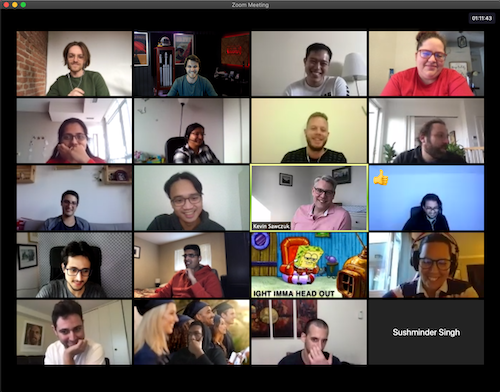 Zoom Meeting
01:11:43
Kevin Sawczuk
IGHT IMMA HEAD OUT
Sushminder Singh